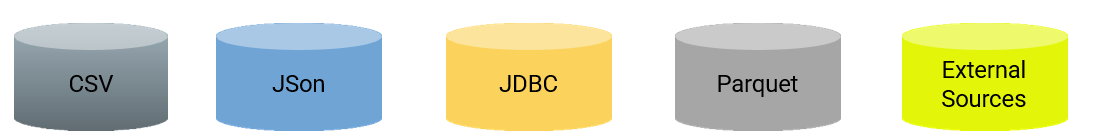 CSV
JSon
JDBC
Parquet
External
Sources